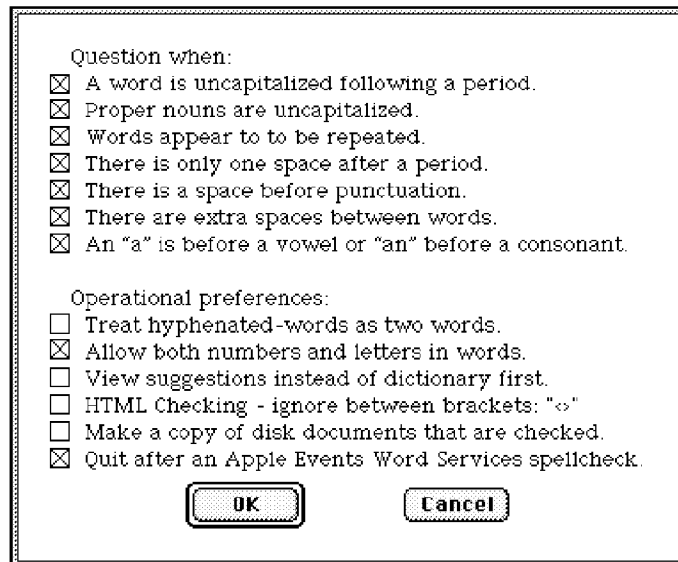 Question when:
A word is uncapitalized following a period.
Proper nouns are uncapitalized.
Words appear to to be repeated.
There is only one space after a period.
There is a space before punctuation.
There are extra spaces between words.
An "a" is before a vowel or "an" before a consonant.
Operational preferences:
Treat hyphenated-words as two words.
Allow both numbers and letters in words.
View suggestions instead of dictionary first.
HTML Checking - ignore between brackets: "<>"
Make a copy of disk documents that are checked.
Quit after an Apple Events Word Services spellcheck.
OK Cancel